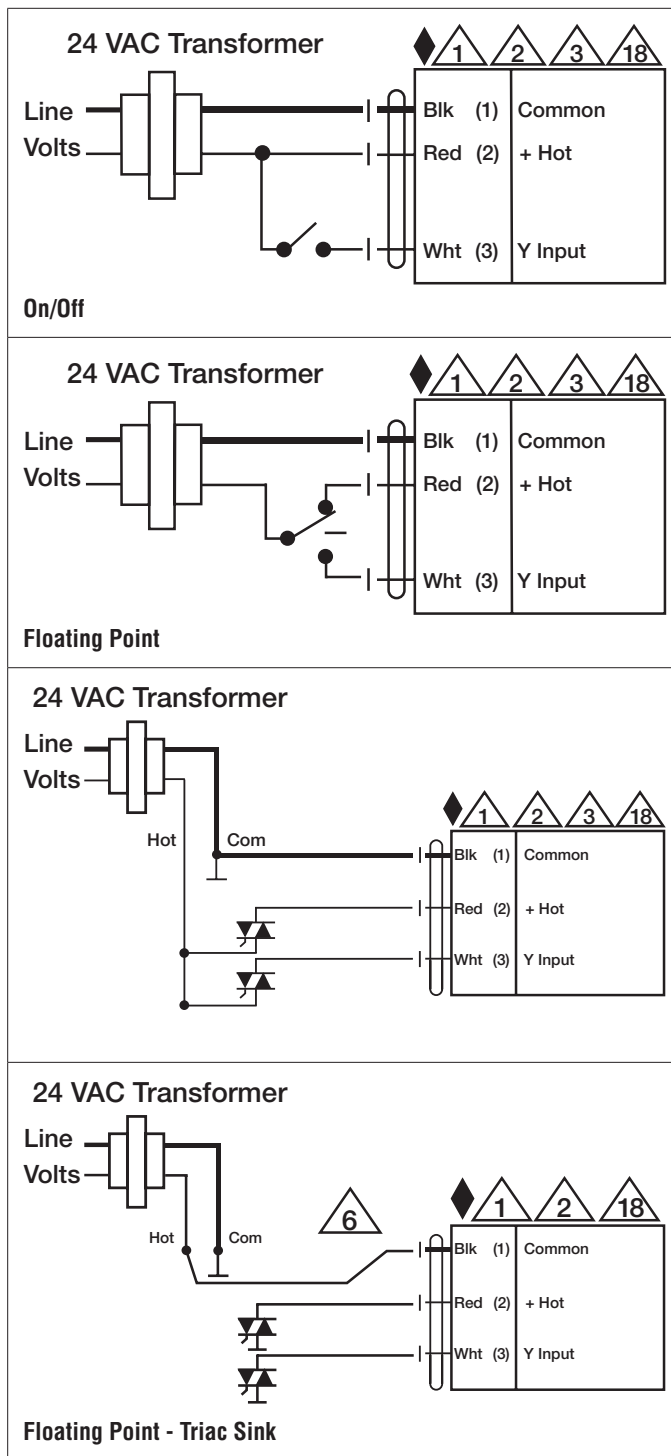 24 VAC Transformer
1 2 3 18
Line
Volts
Blk (1) Common
Red (2) + Hot
Wht (3) Y Input
On/Off
24 VAC Transformer
1 2 3 18
Line
Volts
Blk (1) Common
Red (2) + Hot
Wht (3) Y Input
Floating Point
24 VAC Transformer
Line
Volts
1 2 3 18
Hot Com
Blk (1) Common
Red (2) + Hot
Wht (3) Y Input
24 VAC Transformer
Line
Volts
1 2 18
6
Hot Com
Blk (1) Common
Red (2) + Hot
Wht (3) Y Input
Floating Point - Triac Sink